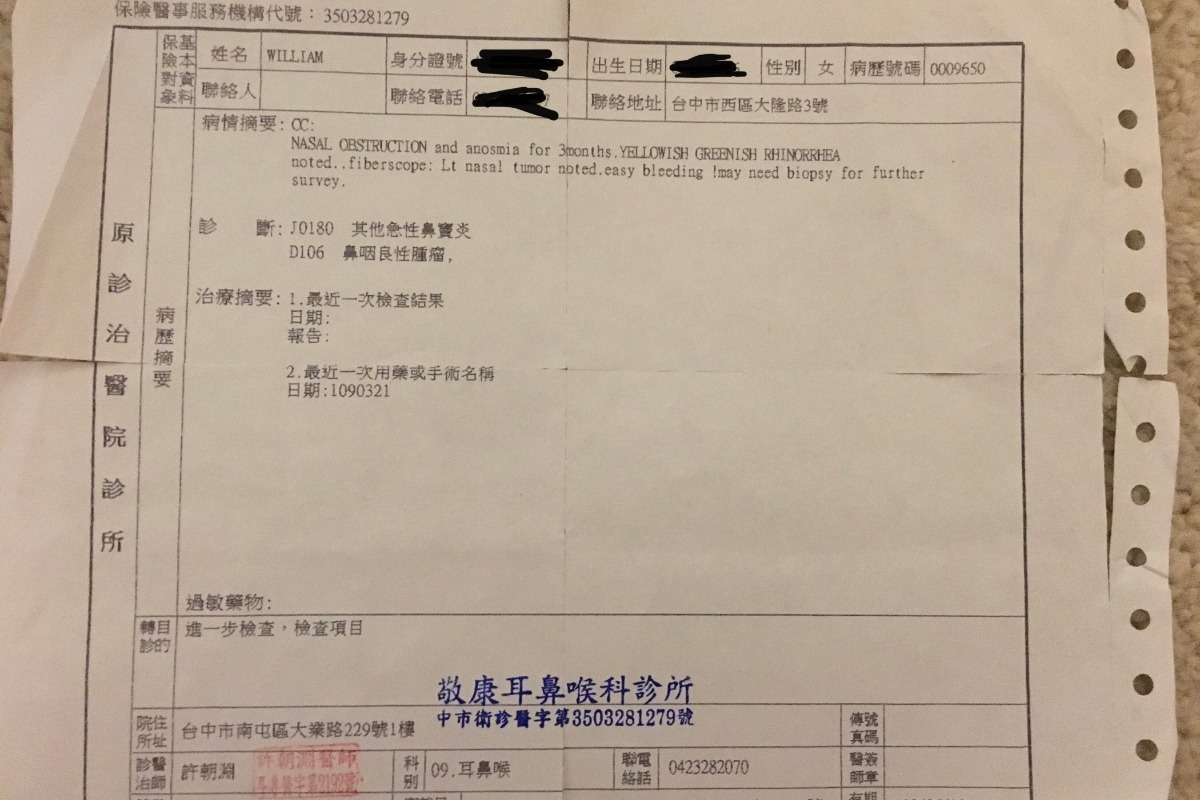 保險醫事服務機構代號：3503281279
保險對象 基本資料 姓名 WILLIAM 身分證號 出生日期 性別 女 病歷號碼 0009650
聯絡人 聯絡電話 聯絡地址 台中市西區大隆路3號
原診治醫院診所
病歷摘要
病情摘要: CC:
NASAL OBSTRUCTION and anosmia for 3months.YELLOWISH GREENISH RHINORRHEA
noted..fiberscope: Lt nasal tumor noted.easy bleeding !may need biopsy for further
survey.
診 斷: J0180 其他急性鼻竇炎
D106 鼻咽良性腫瘤,
治療摘要: 1.最近一次檢查結果
日期:
報告:
2.最近一次用藥或手術名稱
日期:1090321
過敏藥物:
轉診目的 進一步檢查，檢查項目
敬康耳鼻喉科診所
中市衛診醫字第3503281279號
院所住址 台中市南屯區大業路229號1樓 傳真號碼
診治醫師 許朝淵 許朝淵醫師 科別 09.耳鼻喉 聯絡電話 0423282070 醫師簽章